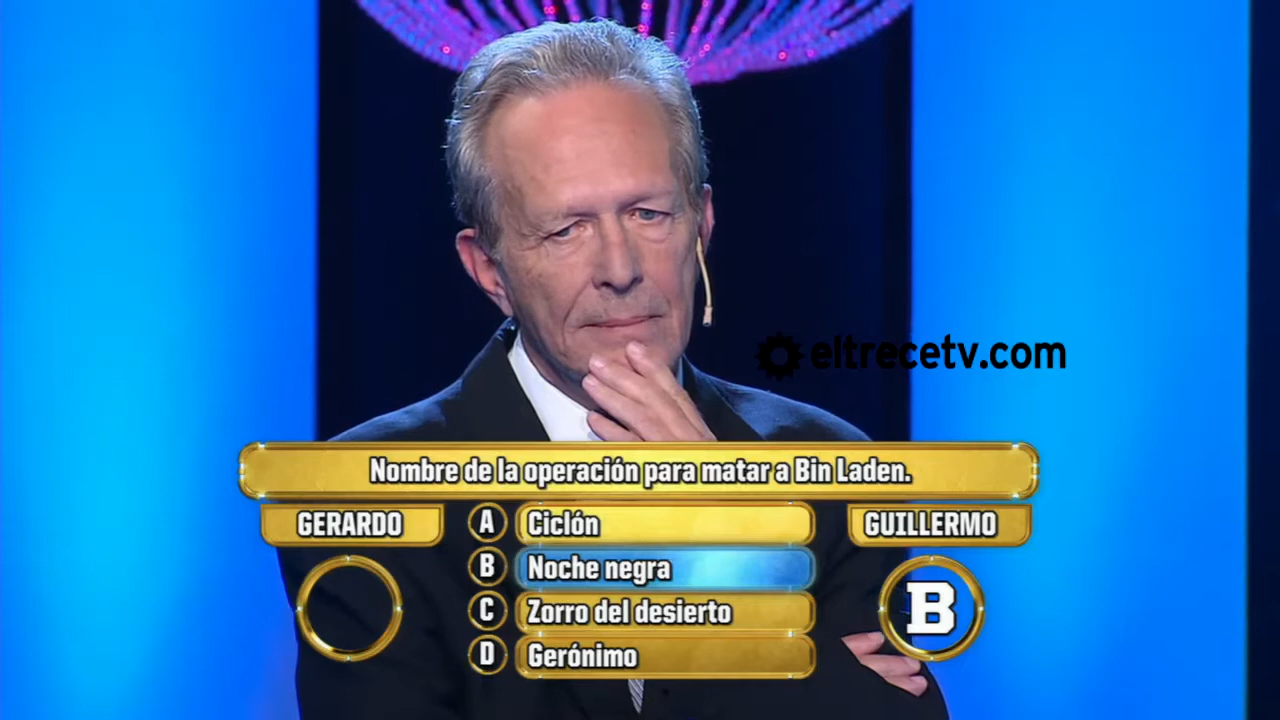 eltrecetv.com
Nombre de la operación para matar a Bin Laden.
GERARDO
GUILLERMO
A Ciclón
B Noche negra
C Zorro del desierto
D Gerónimo
B